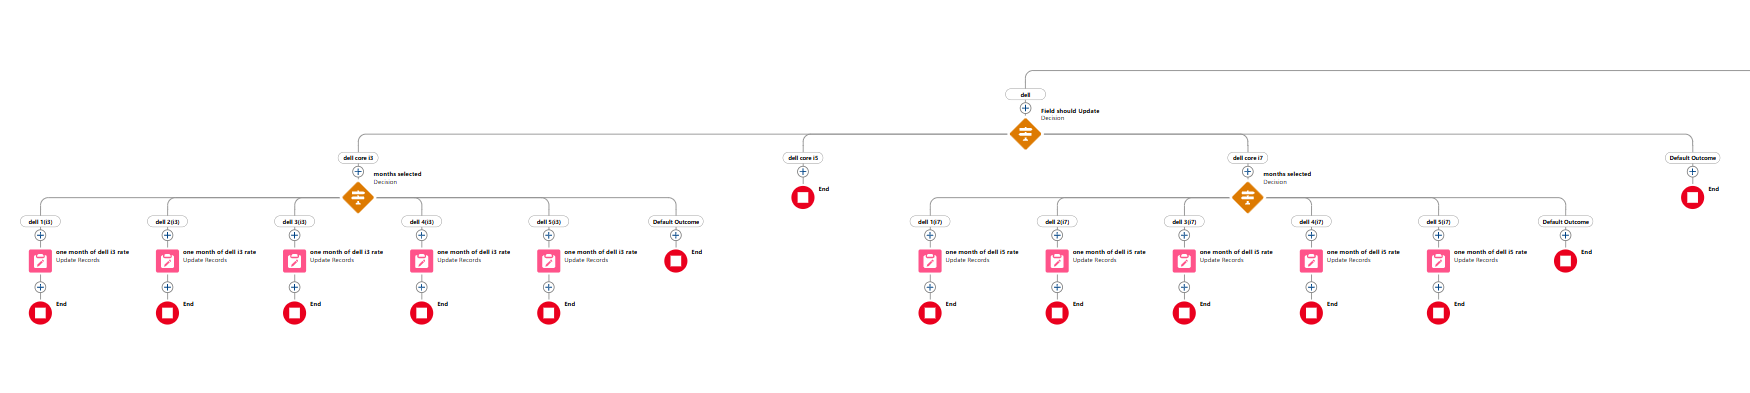 dell
Field should Update
Decision
dell core i3
dell core i5
dell core i7
Default Outcome
months selected
Decision
End
months selected
Decision
End
dell 1(i3)
dell 2(i3)
dell 3(i3)
dell 4(i3)
dell 5(i3)
Default Outcome
dell 1(i7)
dell 2(i7)
dell 3(i7)
dell 4(i7)
dell 5(i7)
Default Outcome
one month of dell i3 rate
Update Records
one month of dell i3 rate
Update Records
one month of dell i3 rate
Update Records
one month of dell i3 rate
Update Records
one month of dell i3 rate
Update Records
End
one month of dell i5 rate
Update Records
one month of dell i5 rate
Update Records
one month of dell i5 rate
Update Records
one month of dell i5 rate
Update Records
one month of dell i5 rate
Update Records
End
End
End
End
End
End
End
End
End
End
End